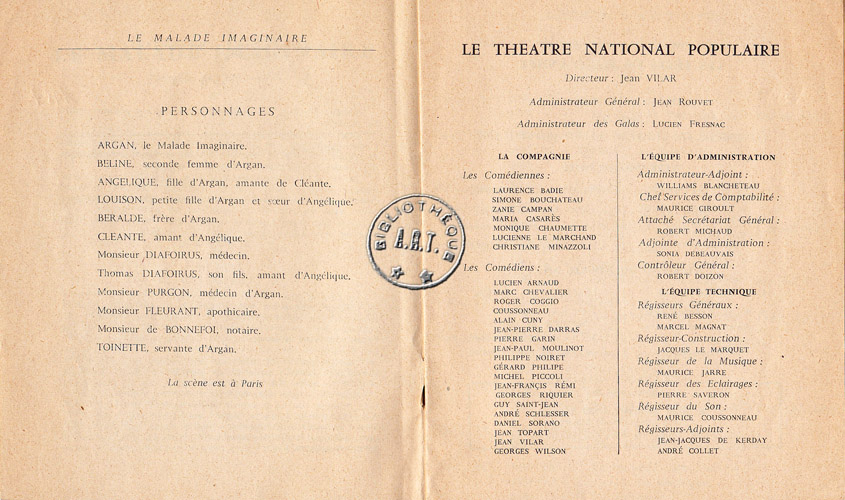 LE MALADE IMAGINAIRE
PERSONNAGES
ARGAN, le Malade Imaginaire.
BELINE, seconde femme d'Argan.
ANGELIQUE, fille d'Argan, amante de Cléante.
LOUISON, petite fille d'Argan et sœur d'Angélique.
BERALDE, frère d'Argan.
CLEANTE, amant d'Angélique.
Monsieur DIAFOIRUS, médecin.
Thomas DIAFOIRUS, son fils, amant d'Angélique.
Monsieur PURGON, médecin d'Argan.
Monsieur FLEURANT, apothicaire.
Monsieur de BONNEFOI, notaire.
TOINETTE, servante d'Argan.
La scène est à Paris
BIBLIOTHÈQUE
A.R.T.
LE THEATRE NATIONAL POPULAIRE
Directeur : Jean VILAR
Administrateur Général : JEAN ROUVET
Administrateur des Galas : LUCIEN FRESNAC
LA COMPAGNIE
Les Comédiennes :
LAURENCE BADIE
SIMONE BOUCHATEAU
ZANIE CAMPAN
MARIA CASARÈS
MONIQUE CHAUMETTE
LUCIENNE LE MARCHAND
CHRISTIANE MINAZZOLI
Les Comédiens :
LUCIEN ARNAUD
MARC CHEVALIER
ROGER COGGIO
COUSSONNEAU
ALAIN CUNY
JEAN-PIERRE DARRAS
PIERRE GARIN
JEAN-PAUL MOULINOT
PHILIPPE NOIRET
GÉRARD PHILIPE
MICHEL PICCOLI
JEAN-FRANÇIS RÉMI
GEORGES RIQUIER
GUY SAINT-JEAN
ANDRÉ SCHLESSER
DANIEL SORANO
JEAN TOPART
JEAN VILAR
GEORGES WILSON
L'ÉQUIPE D'ADMINISTRATION
Administrateur-Adjoint :
WILLIAMS BLANCHETEAU
Chef Services de Comptabilité :
MAURICE GIROULT
Attaché Secrétariat Général :
ROBERT MICHAUD
Adjointe d'Administration :
SONIA DEBEAUVAIS
Contrôleur Général :
ROBERT DOIZON
L'ÉQUIPE TECHNIQUE
Régisseurs Généraux :
RENÉ BESSON
MARCEL MAGNAT
Régisseur-Construction :
JACQUES LE MARQUET
Régisseur de la Musique :
MAURICE JARRE
Régisseur des Eclairages :
PIERRE SAVERON
Régisseur du Son :
MAURICE COUSSONNEAU
Régisseurs-Adjoints :
JEAN-JACQUES DE KERDAY
ANDRÉ COLLET